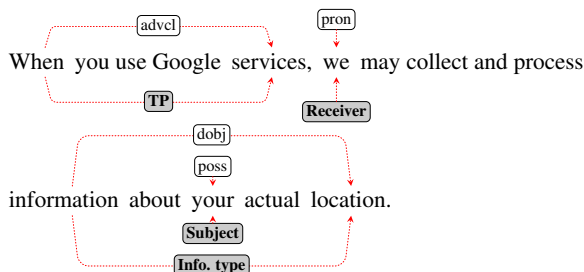 advcl pron
When you use Google services, we may collect and process
TP
Receiver
dobj
poss
information about your actual location.
Subject
Info. type